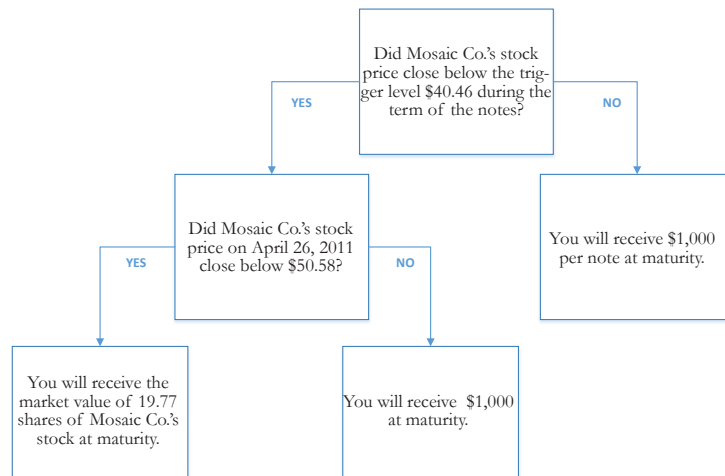 Did Mosaic Co.'s stock
price close below the trig-
ger level $40.46 during the
term of the notes?
YES
NO
Did Mosaic Co.'s stock
price on April 26, 2011
close below $50.58?
You will receive $1,000
per note at maturity.
YES
NO
You will receive the
market value of 19.77
shares of Mosaic Co.'s
stock at maturity.
You will receive $1,000
at maturity.